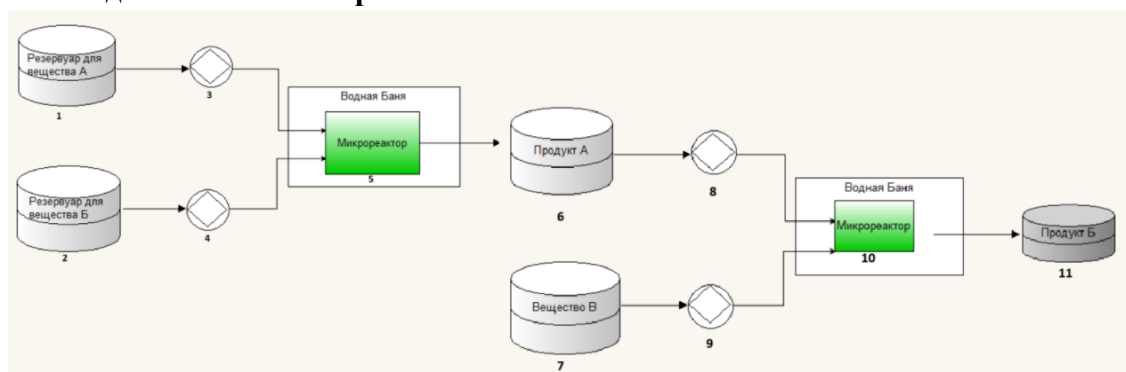 Резервуар для
вещества А
1
3
Резервуар для
вещества Б
2
4
Водная Баня
Микрореактор
5
Продукт А
6
Вещество В
7
8
9
Водная Баня
Микрореактор
10
Продукт Б
11